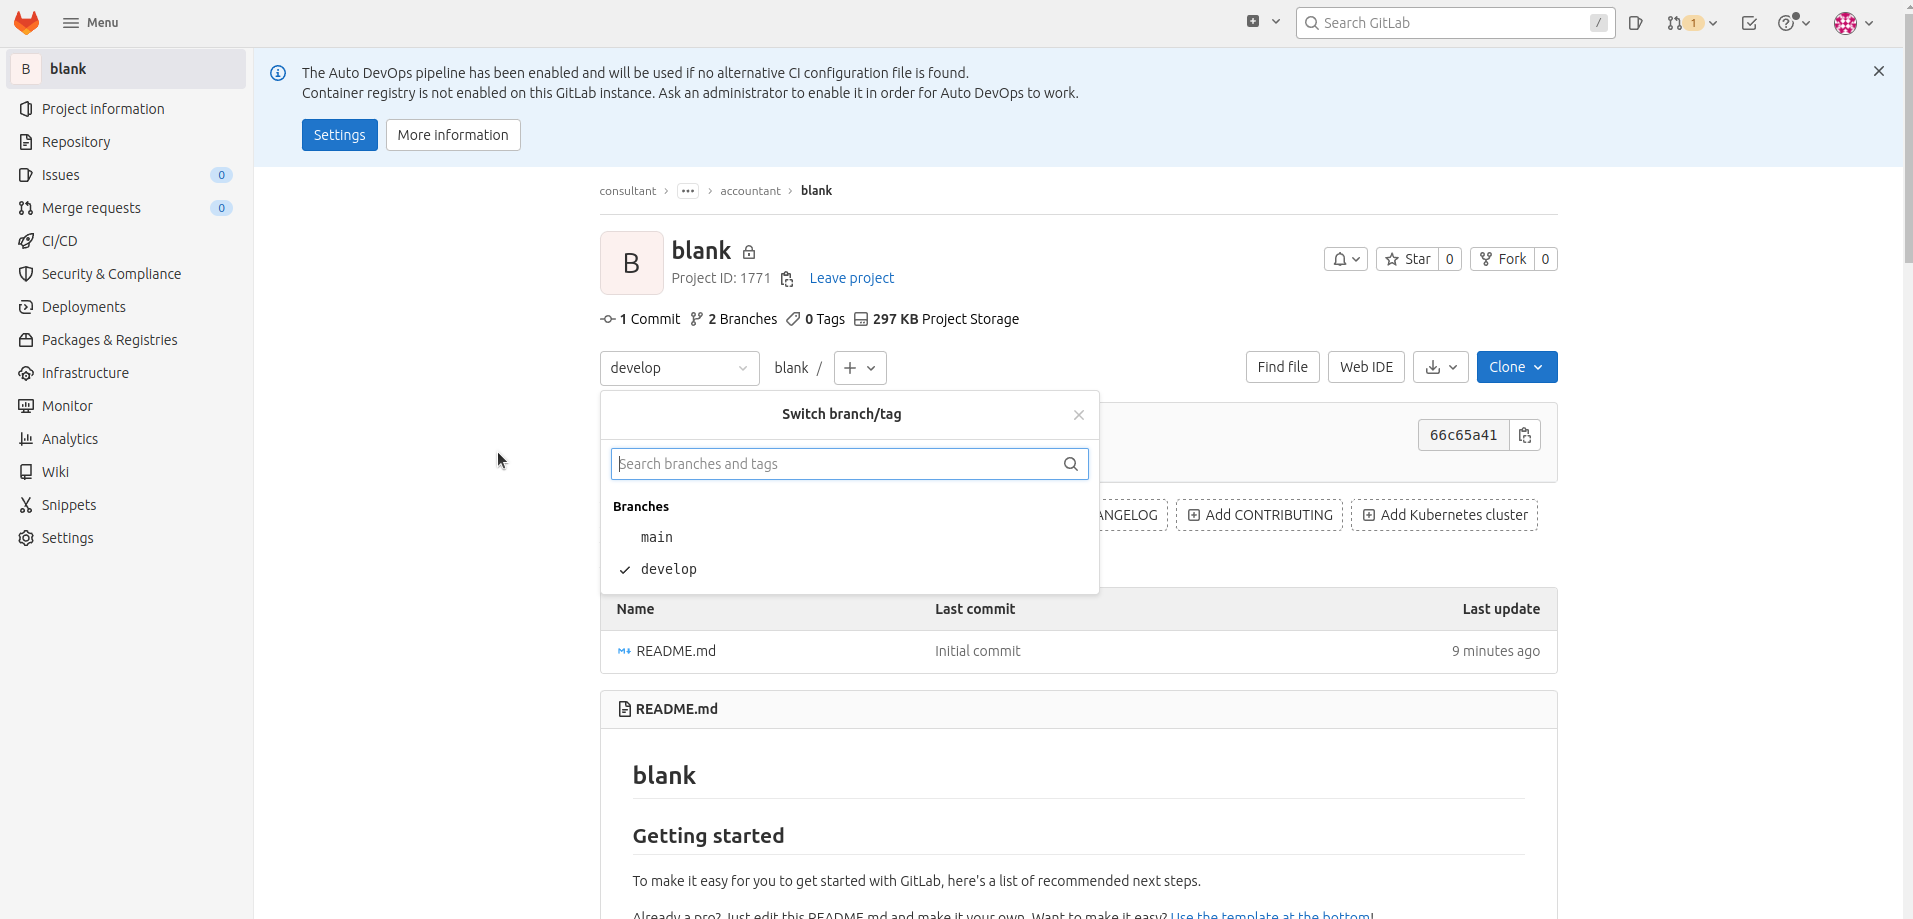 Menu
Search GitLab
/
1
B blank
Project information
Repository
Issues 0
Merge requests 0
CI/CD
Security & Compliance
Deployments
Packages & Registries
Infrastructure
Monitor
Analytics
Wiki
Snippets
Settings
The Auto DevOps pipeline has been enabled and will be used if no alternative CI configuration file is found.
Container registry is not enabled on this GitLab instance. Ask an administrator to enable it in order for Auto DevOps to work.
Settings More information
consultant › ••• › accountant › blank
B
blank
Project ID: 1771 Leave project
Star 0 Fork 0
1 Commit 2 Branches 0 Tags 297 KB Project Storage
develop blank / Find file Web IDE Clone
Switch branch/tag
66c65a41
Search branches and tags
Branches
main
develop
ANGELOG Add CONTRIBUTING Add Kubernetes cluster
Name Last commit Last update
README.md Initial commit 9 minutes ago
README.md
blank
Getting started
To make it easy for you to get started with GitLab, here's a list of recommended next steps.
Already a pro? Just edit this README.md and make it your own. Want to make it easy? Use the template at the bottom!